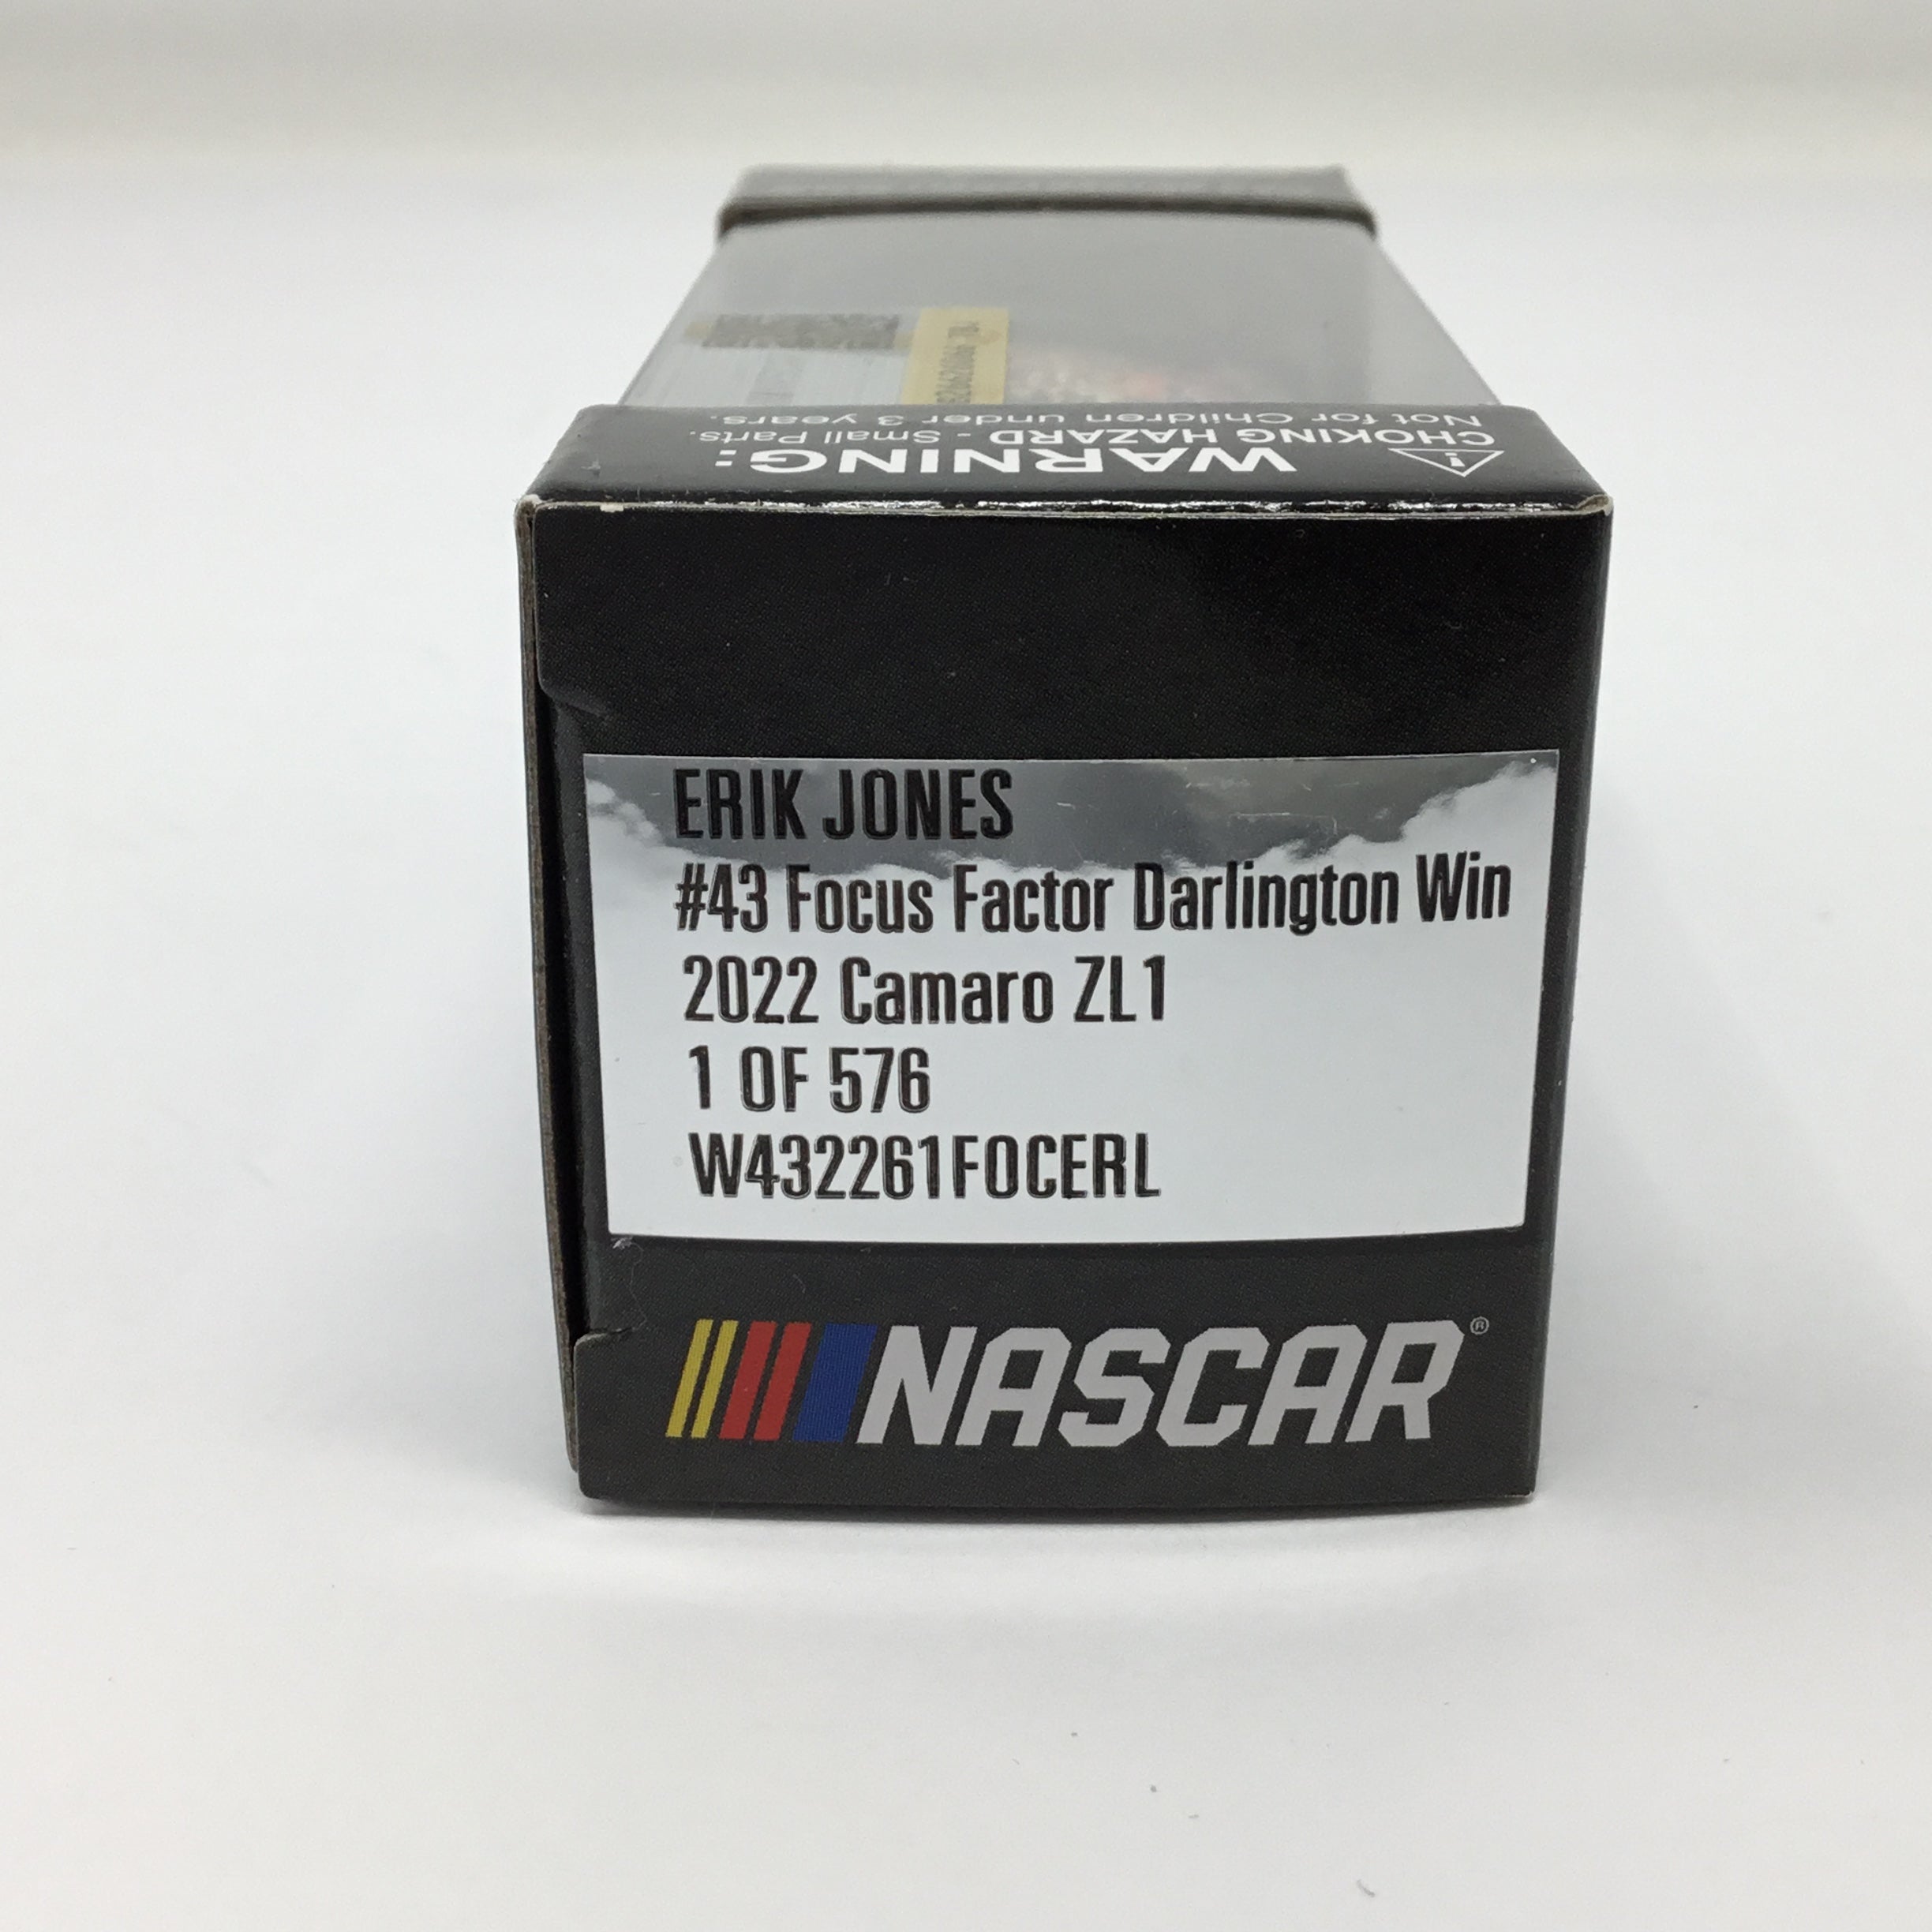 WARNING:
CHOKING HAZARD - Small Parts.
Not for Children under 3 years.
ERIK JONES
#43 Focus Factor Darlington Win
2022 Camaro ZL1
1 OF 576
W432261FOCERL
NASCAR®